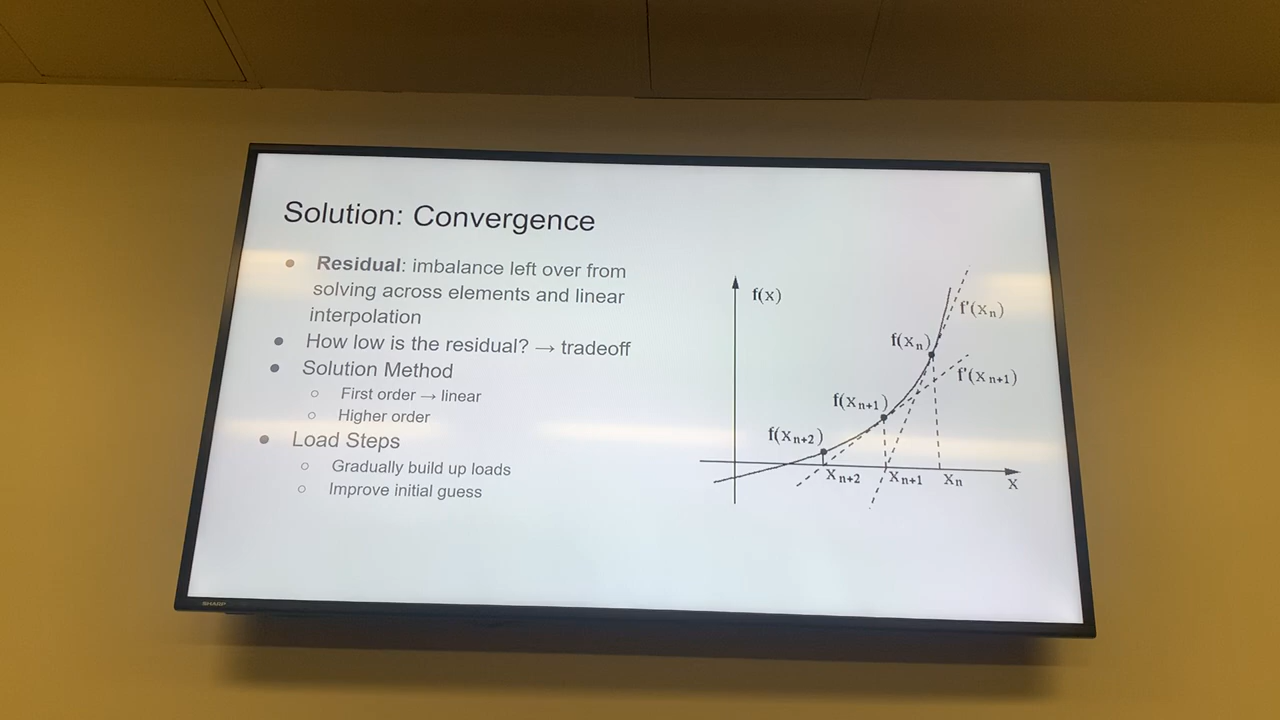 Solution: Convergence
● Residual: imbalance left over from
solving across elements and linear
interpolation
● How low is the residual? → tradeoff
● Solution Method
○ First order → linear
○ Higher order
● Load Steps
○ Gradually build up loads
○ Improve initial guess
f(x)
f'(xn)
f(xn)
f'(xn+1)
f(xn+1)
f(xn+2)
xn+2 xn+1 xn x
SHARP